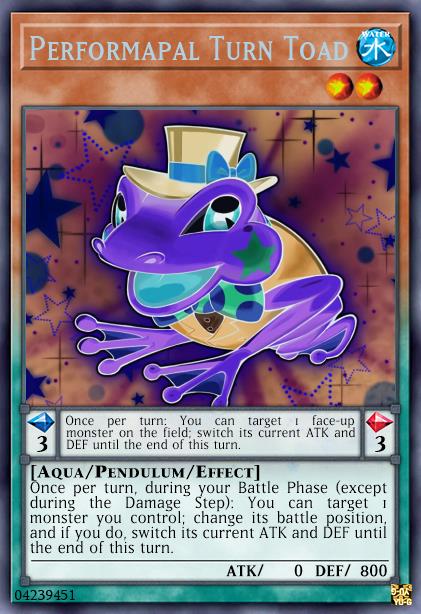 PERFORMAPAL TURN TOAD
WATER
水
Once per turn: You can target 1 face-up
monster on the field; switch its current ATK and
DEF until the end of this turn.
3
3
[AQUA/PENDULUM/EFFECT]
Once per turn, during your Battle Phase (except
during the Damage Step): You can target 1
monster you control; change its battle position,
and if you do, switch its current ATK and DEF until
the end of this turn.
ATK/ 0 DEF/ 800
04239451